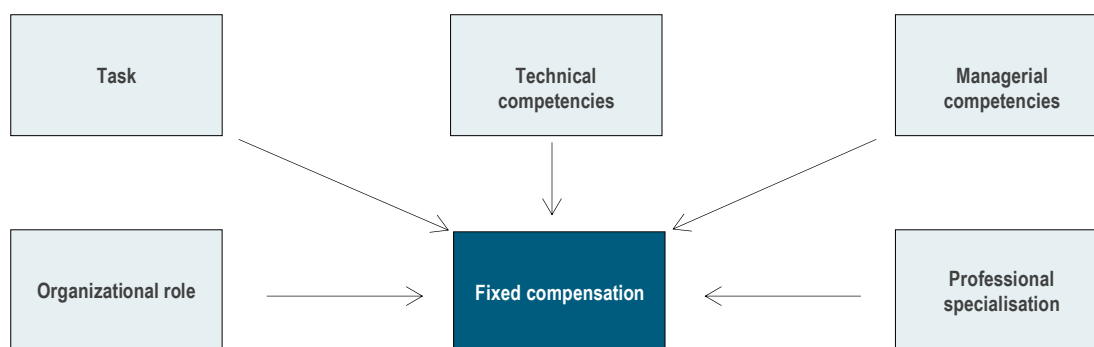 Task
Technical
competencies
Managerial
competencies
Organizational role
Fixed compensation
Professional
specialisation